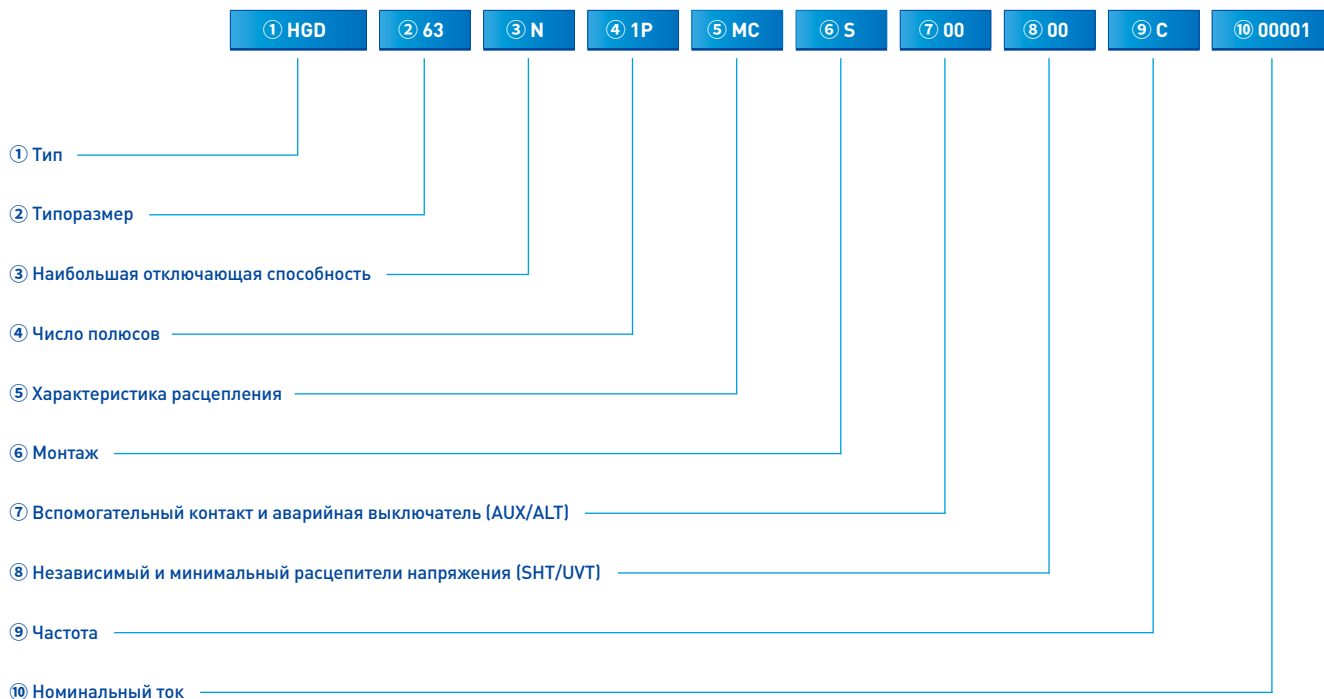 ① HGD ② 63 ③ N ④ 1P ⑤ MC ⑥ S ⑦ 00 ⑧ 00 ⑨ C ⑩ 00001
① Тип
② Типоразмер
③ Наибольшая отключающая способность
④ Число полюсов
⑤ Характеристика расцепления
⑥ Монтаж
⑦ Вспомогательный контакт и аварийная выключатель (AUX/ALT)
⑧ Независимый и минимальный расцепители напряжения (SHT/UVT)
⑨ Частота
⑩ Номинальный ток